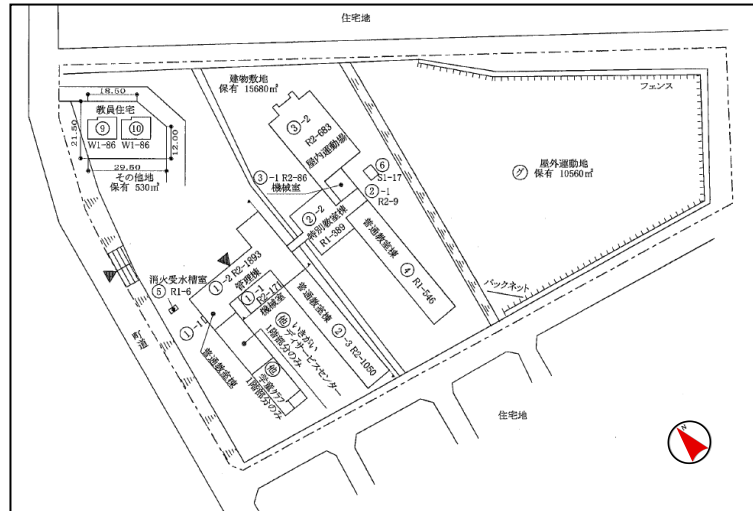 住宅地
建物敷地
保有 15680㎡
フェンス
18.50
教員住宅
⑨ ⑩
W1-86 W1-86
21.50
12.00
29.50
その他地
保有 530㎡
③-2
R2-683
屋内運動場
⑥
S1-17
②-1
R2-9
③-1 R2-86
機械室
グ 屋外運動地
保有 10560㎡
②-2
特別教室棟
R1-389
普通教室棟
④ R1-546
バックネット
消火受水槽室
⑤ R1-6
①-2 R2-1893
管理棟
①-1
R2-171
機械室
①-1
普通教室棟
他 いきがい
デイサービスセンター
1階部分のみ
普通教室棟
②-3 R2-1050
他
学童クラブ
1階部分のみ
町道
住宅地
N